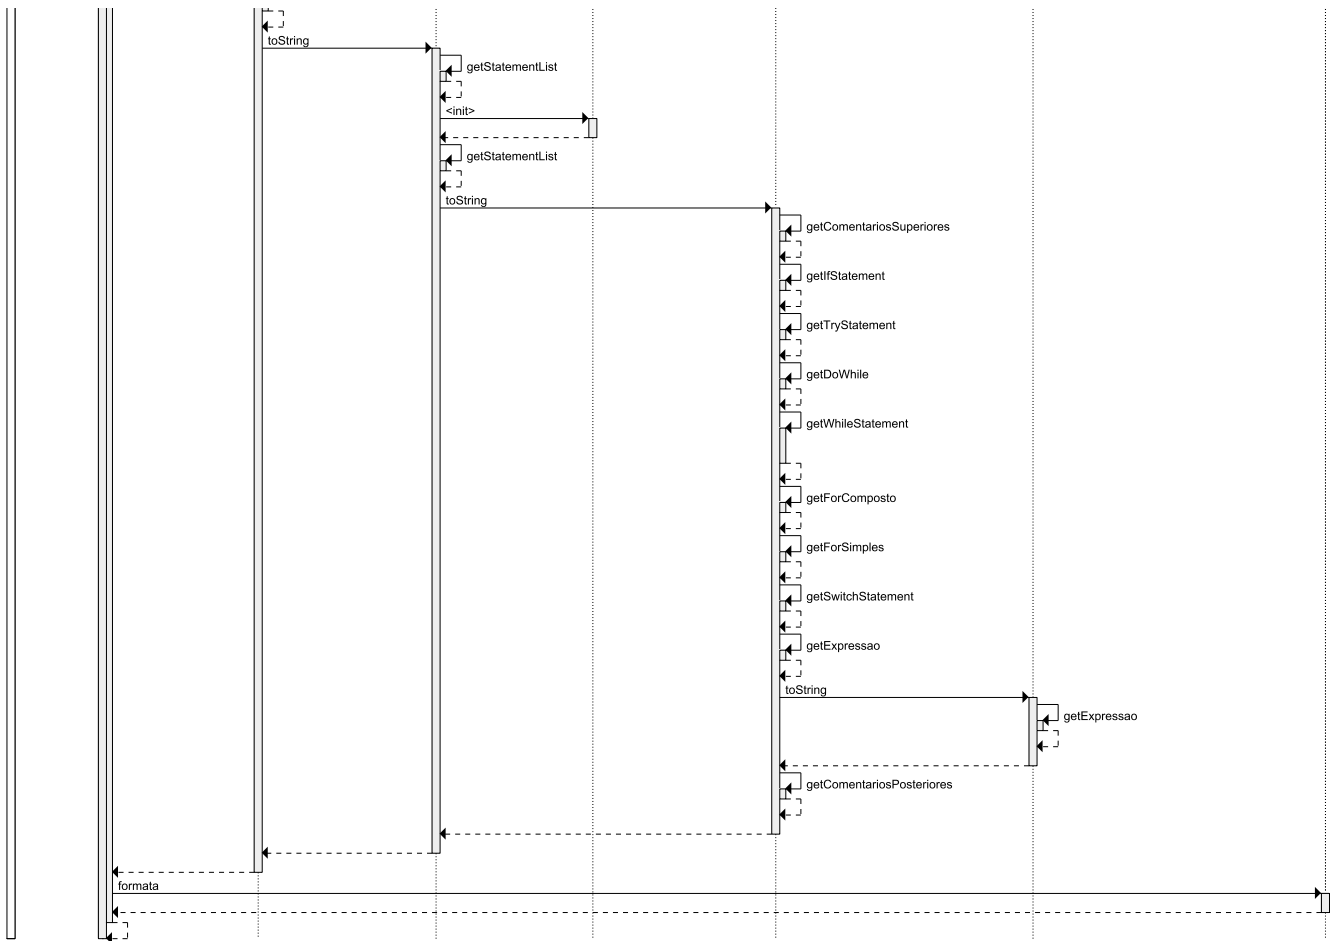 toString
getStatementList
<init>
getStatementList
toString
getComentariosSuperiores
getIfStatement
getTryStatement
getDoWhile
getWhileStatement
getForComposto
getForSimples
getSwitchStatement
getExpressao
toString
getExpressao
getComentariosPosteriores
formata